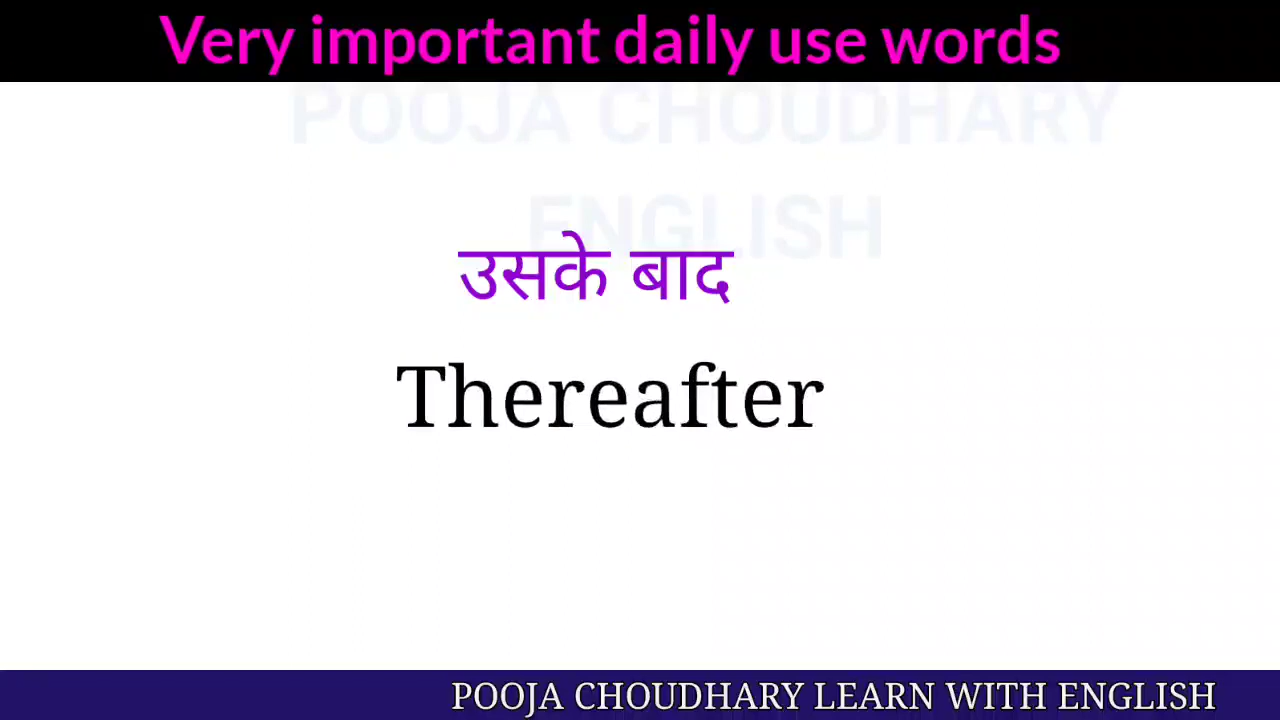 Very important daily use words
POOJA CHOUDHARY
ENGLISH
उसके बाद
Thereafter
POOJA CHOUDHARY LEARN WITH ENGLISH